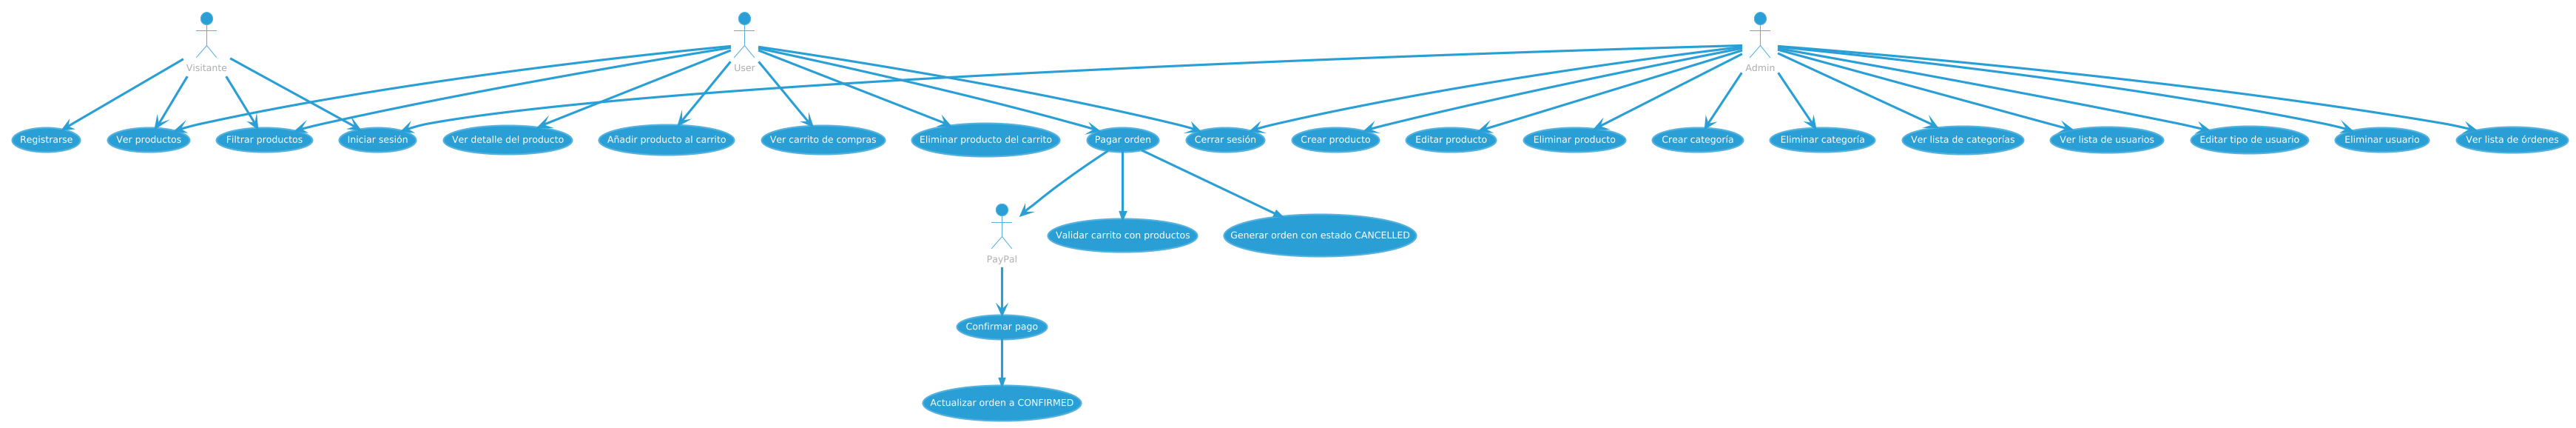 Visitante
User
Admin
Registrarse
Ver productos
Filtrar productos
Iniciar sesión
Ver detalle del producto
Añadir producto al carrito
Ver carrito de compras
Eliminar producto del carrito
Pagar orden
Cerrar sesión
Crear producto
Editar producto
Eliminar producto
Crear categoría
Eliminar categoría
Ver lista de categorías
Ver lista de usuarios
Editar tipo de usuario
Eliminar usuario
Ver lista de órdenes
PayPal
Validar carrito con productos
Generar orden con estado CANCELLED
Confirmar pago
Actualizar orden a CONFIRMED